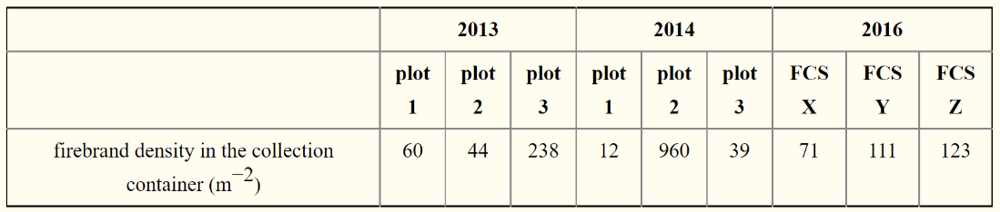 2013 2014 2016
plot 1 plot 2 plot 3 plot 1 plot 2 plot 3 FCS X FCS Y FCS Z
firebrand density in the collection container (m⁻²) 60 44 238 12 960 39 71 111 123